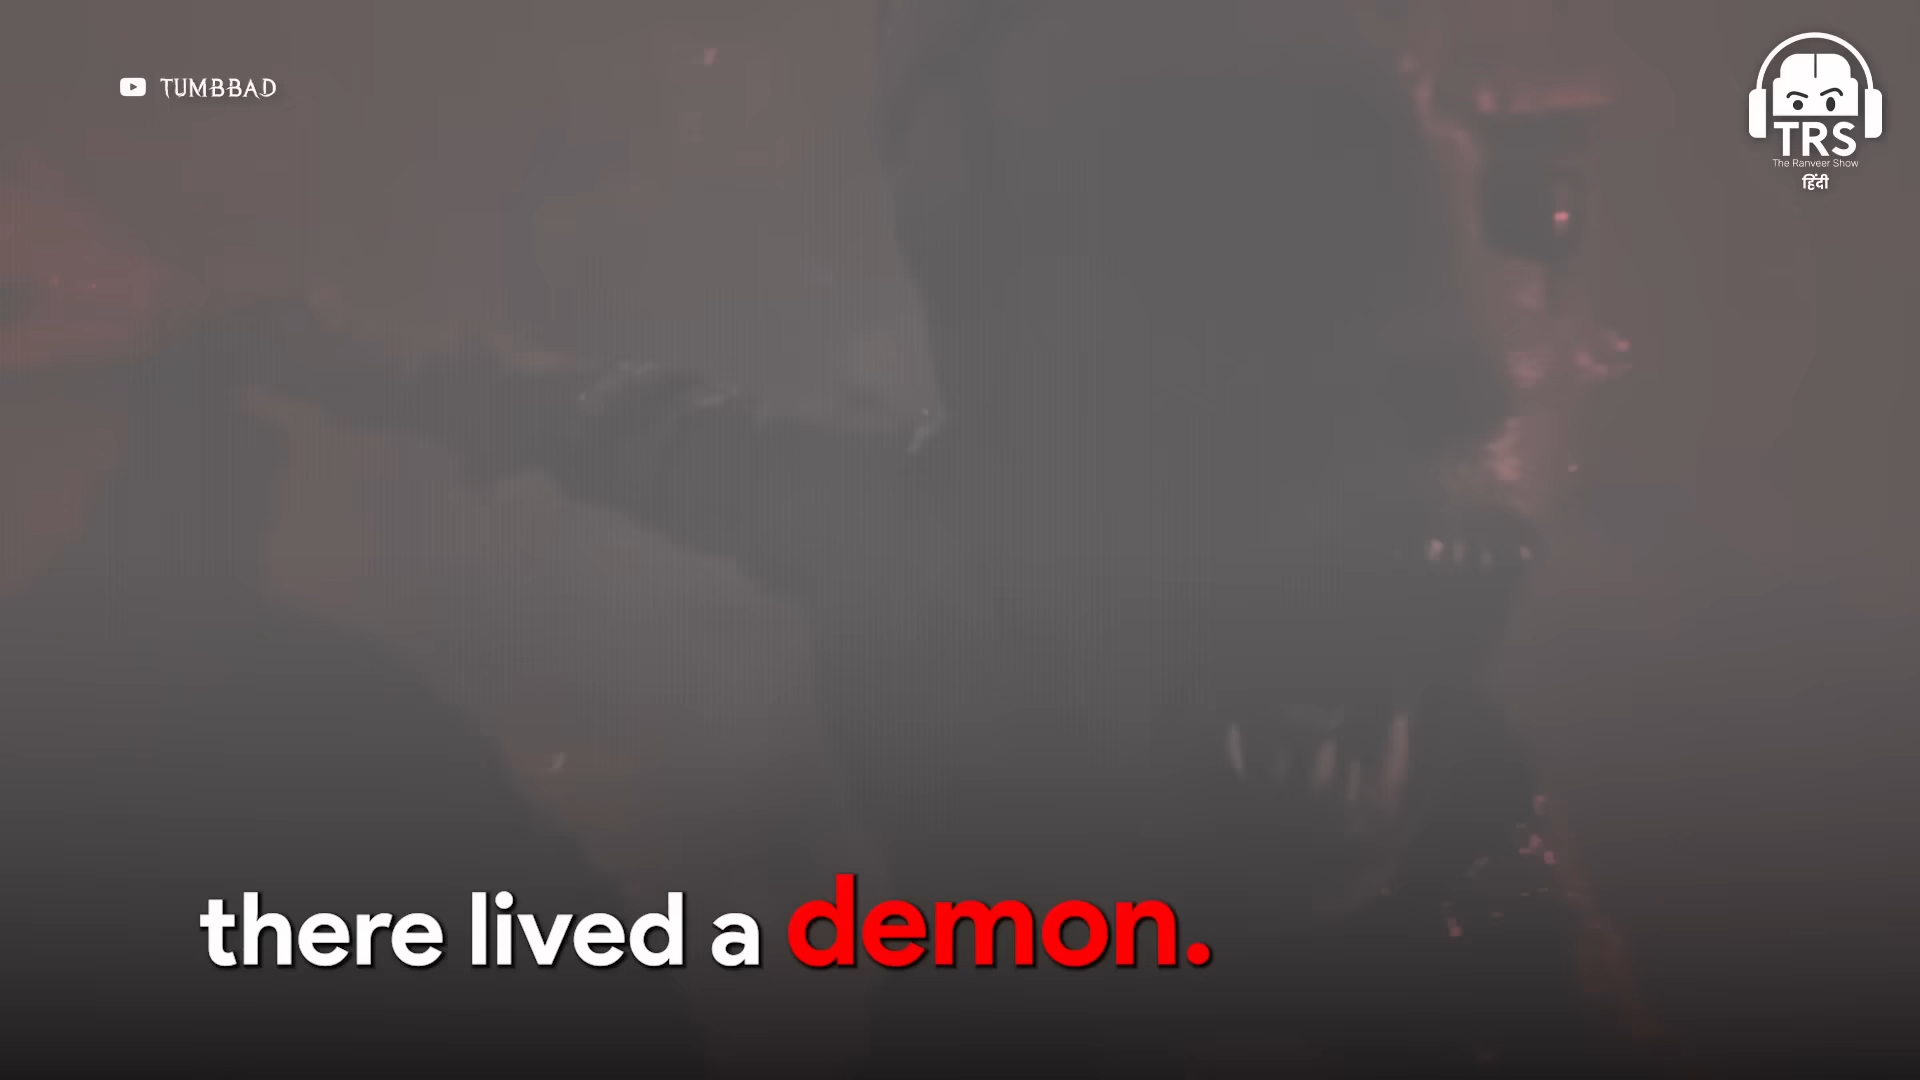 TUMBBAD
TRS
The Ranveer Show
हिंदी
there lived a demon.